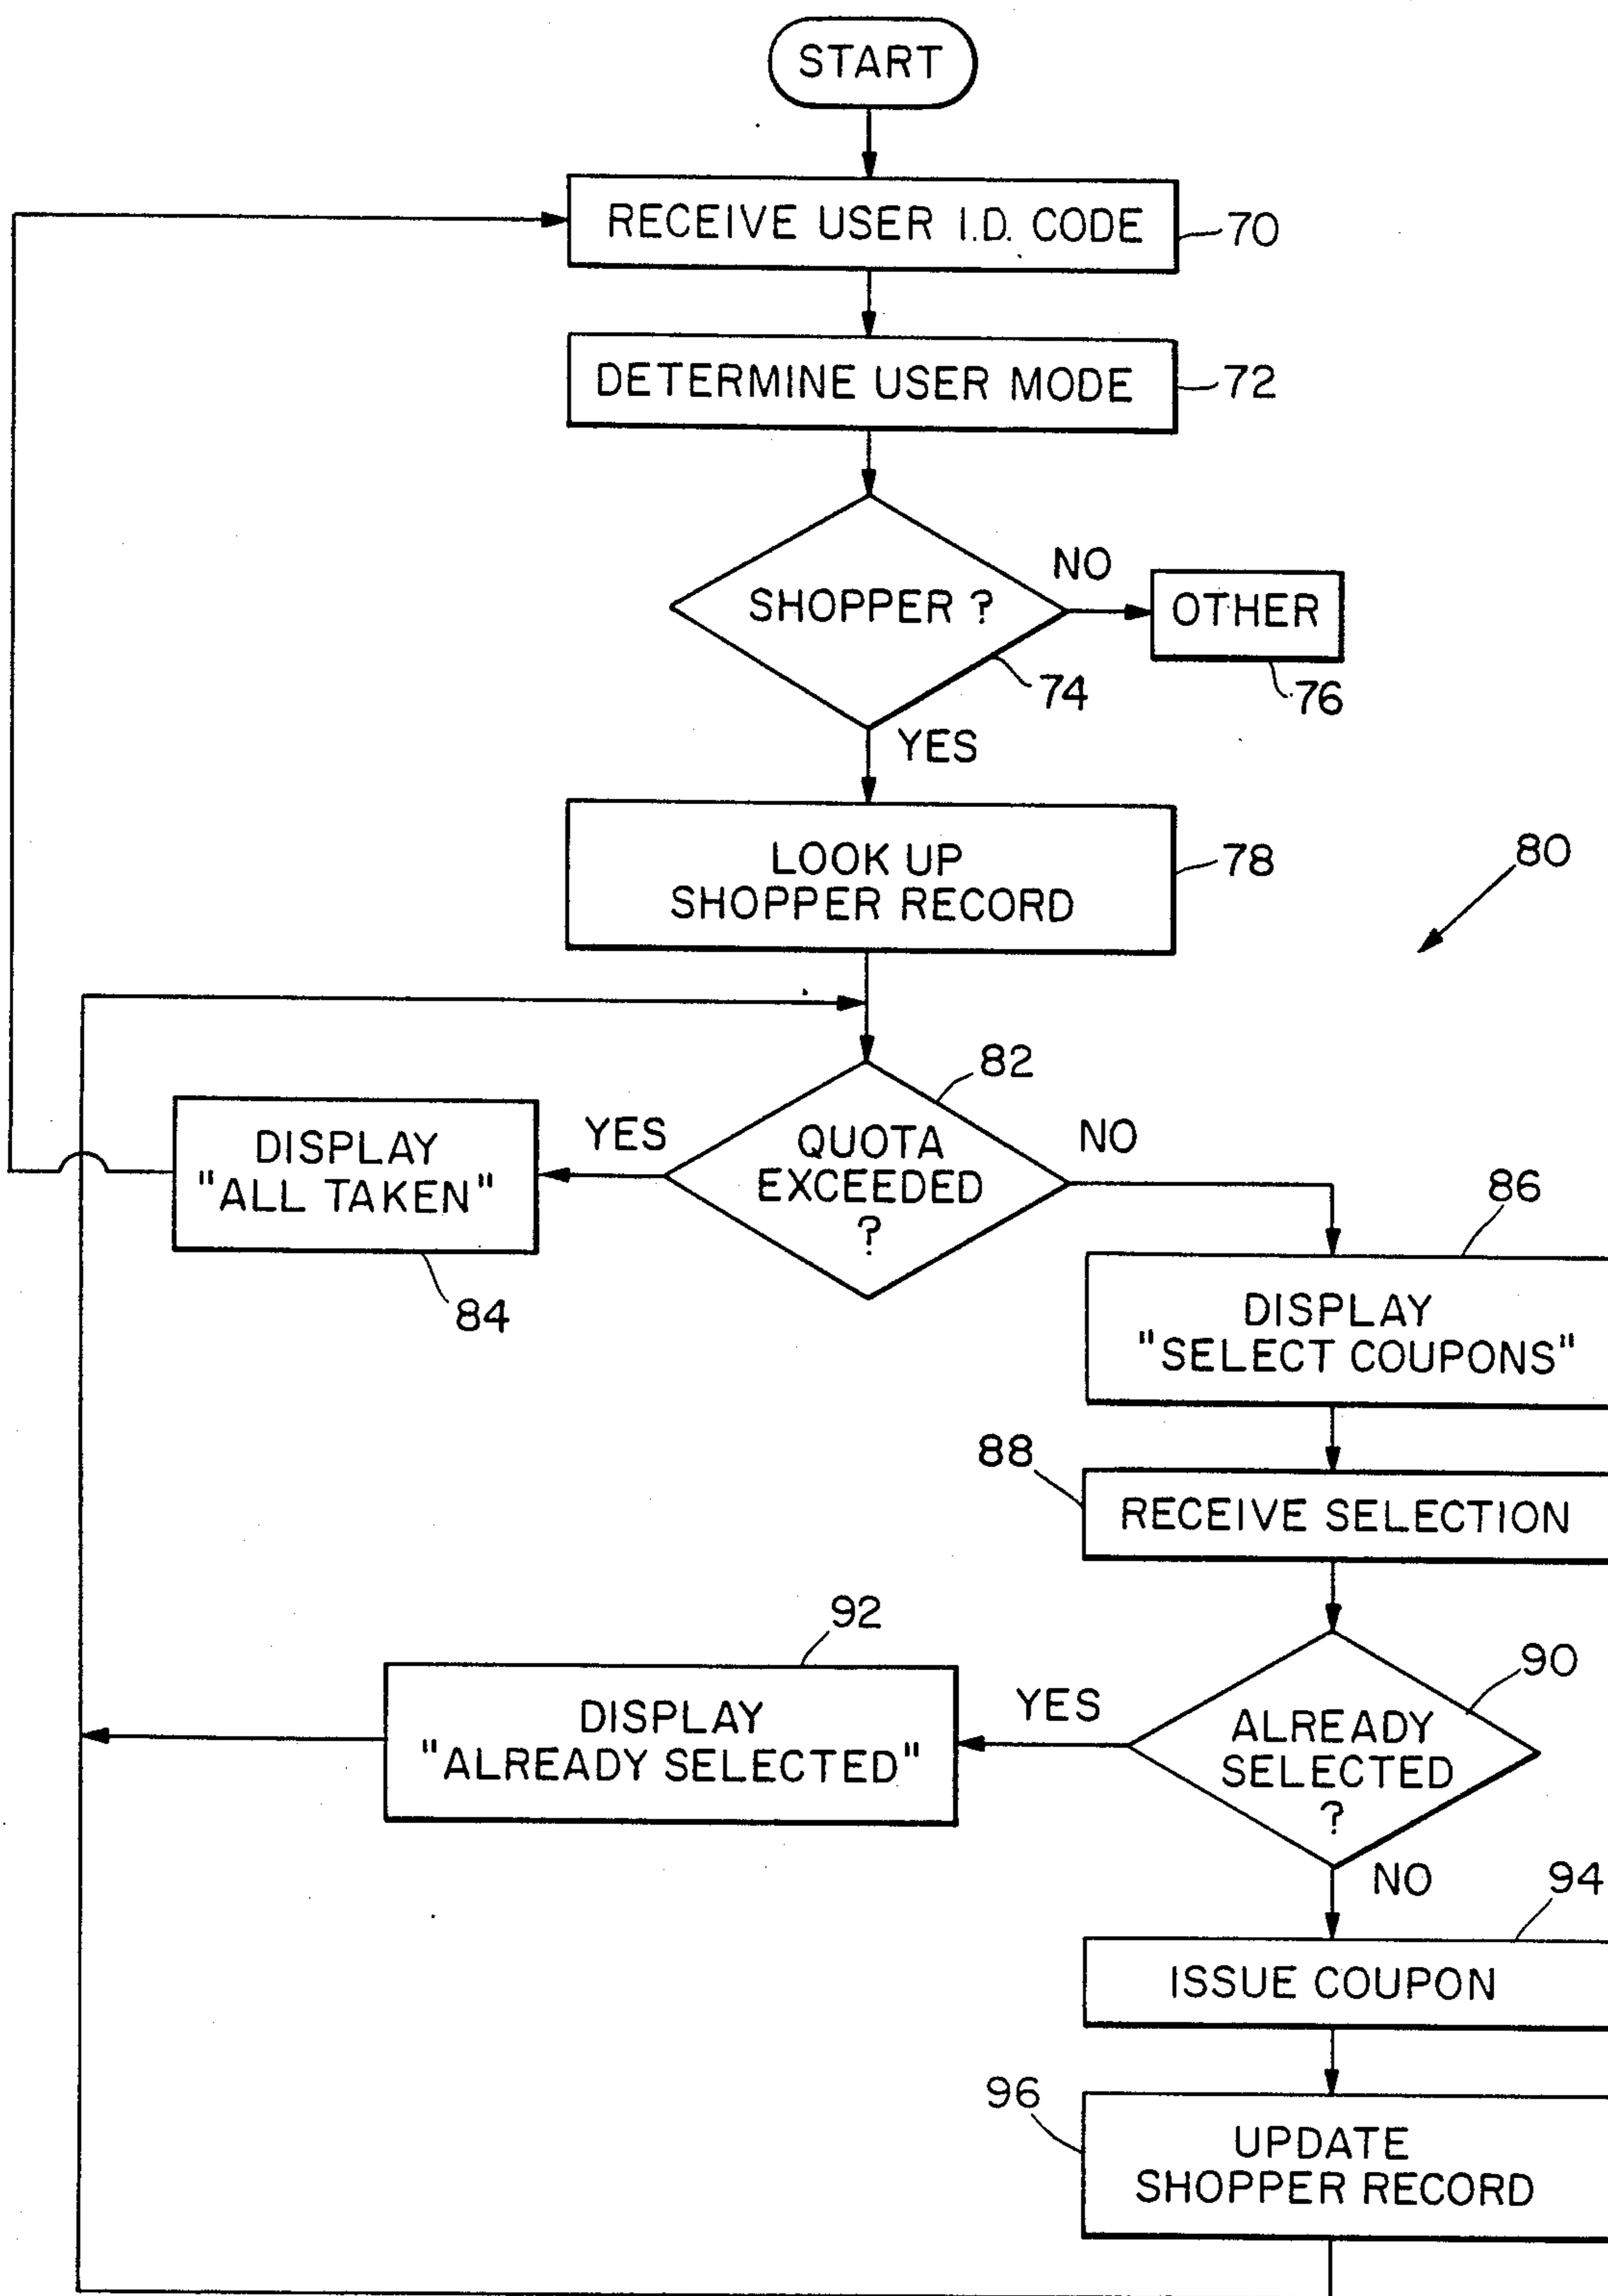 START
RECEIVE USER I.D. CODE
70
DETERMINE USER MODE
72
SHOPPER ?
NO
OTHER
74
76
YES
LOOK UP
SHOPPER RECORD
78
80
82
YES
QUOTA
EXCEEDED
?
NO
DISPLAY
"ALL TAKEN"
84
86
DISPLAY
"SELECT COUPONS"
88
RECEIVE SELECTION
92
90
DISPLAY
"ALREADY SELECTED"
YES
ALREADY
SELECTED
?
NO
94
ISSUE COUPON
96
UPDATE
SHOPPER RECORD